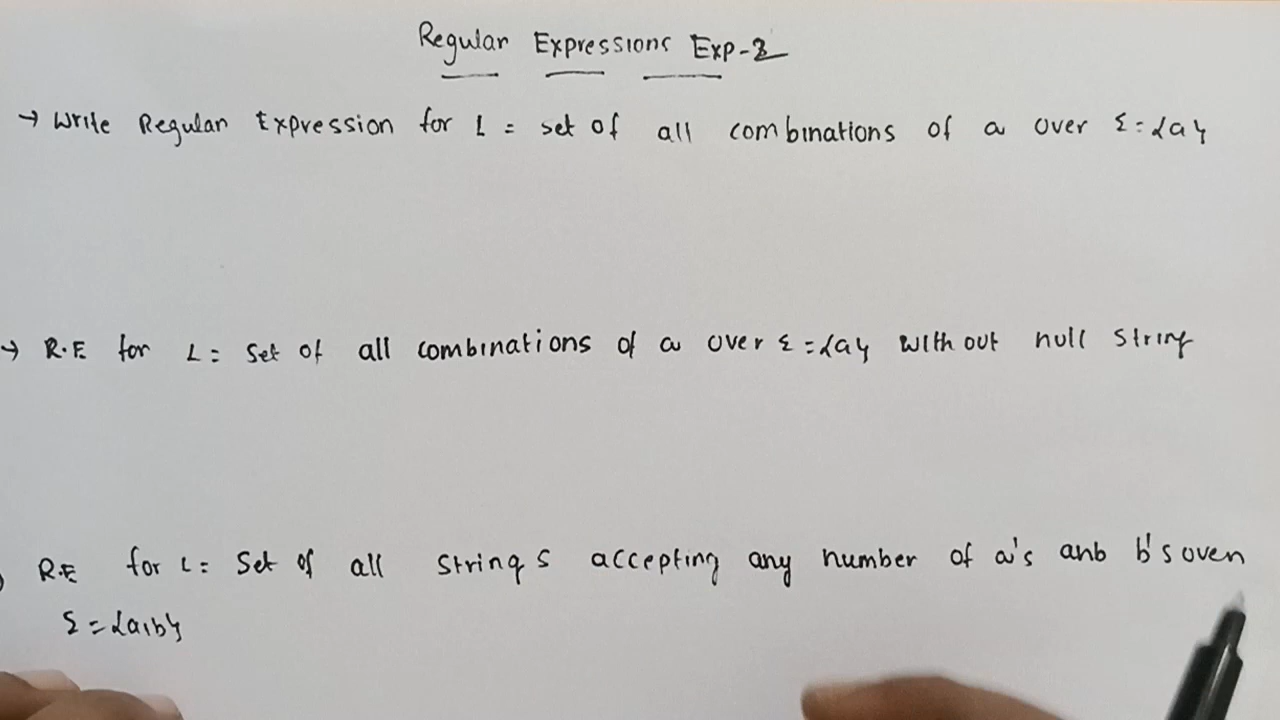 Regular Expressions Exp-2
→ Write Regular Expression for L = set of all combinations of a over Σ={a}
→ R.E for L = Set of all combinations of a over Σ={a} without null string
R.E for L = Set of all strings accepting any number of a's anb b's over
Σ={a,b}